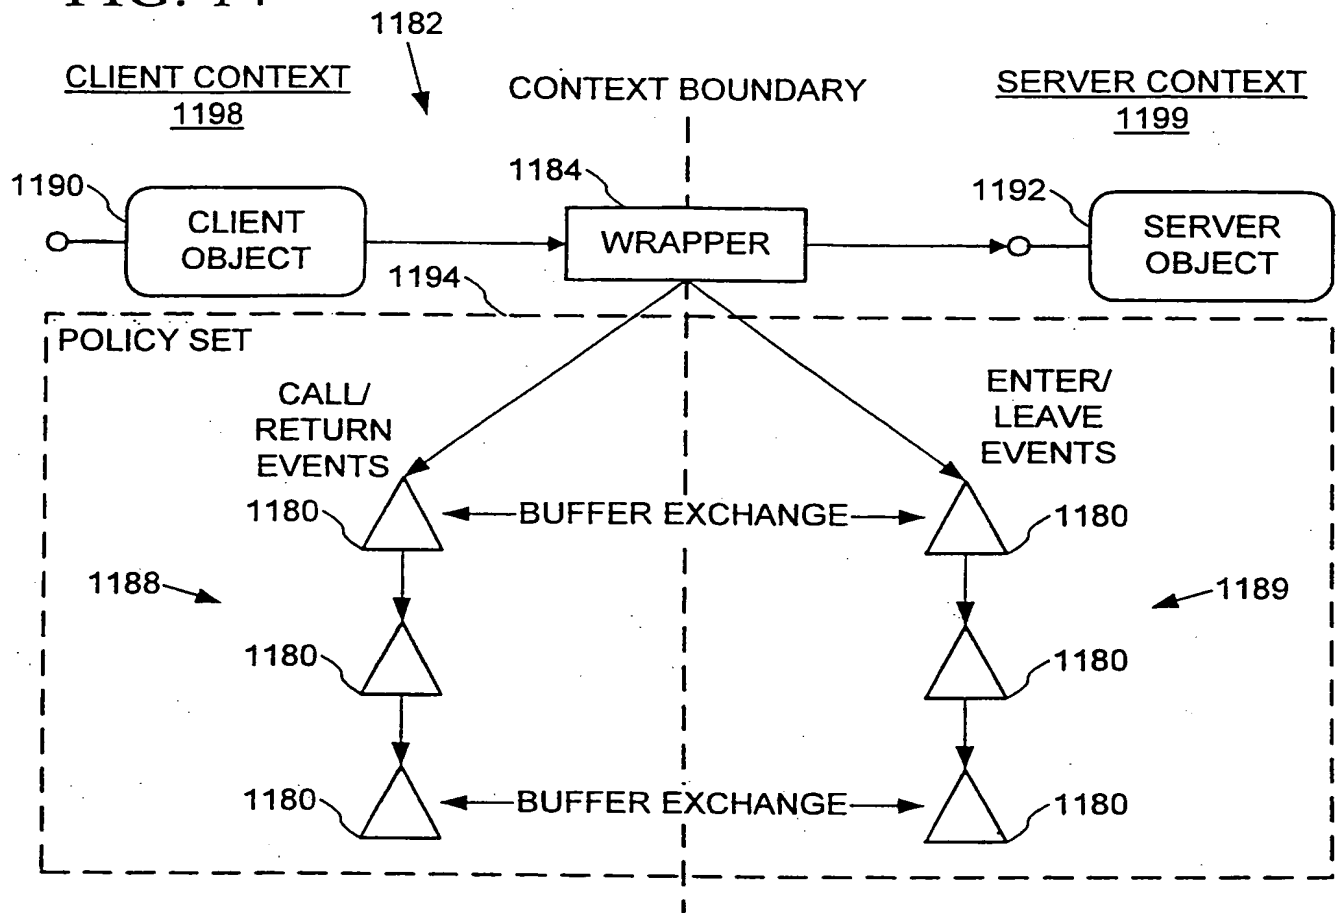 1182
CLIENT CONTEXT
1198
CONTEXT BOUNDARY
SERVER CONTEXT
1199
1190
CLIENT
OBJECT
1184
WRAPPER
1192
SERVER
OBJECT
1194
POLICY SET
CALL/
RETURN
EVENTS
ENTER/
LEAVE
EVENTS
1180
BUFFER EXCHANGE
1180
1188
1189
1180
1180
1180
BUFFER EXCHANGE
1180